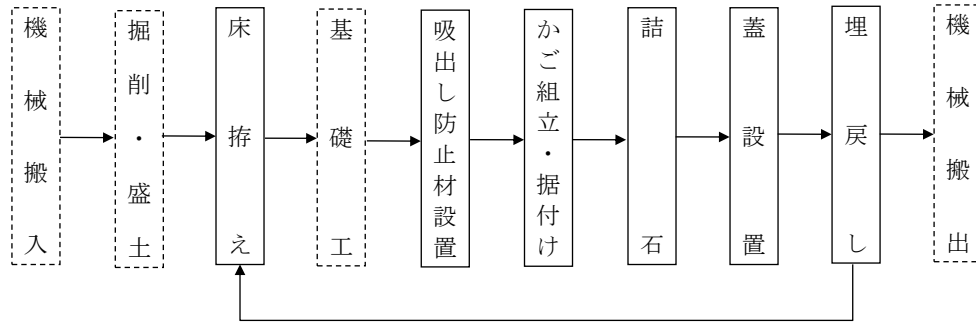 機械搬入
掘削・盛土
床拵え
基礎工
吸出し防止材設置
かご組立・据付け
詰石
蓋設置
埋戻し
機械搬出